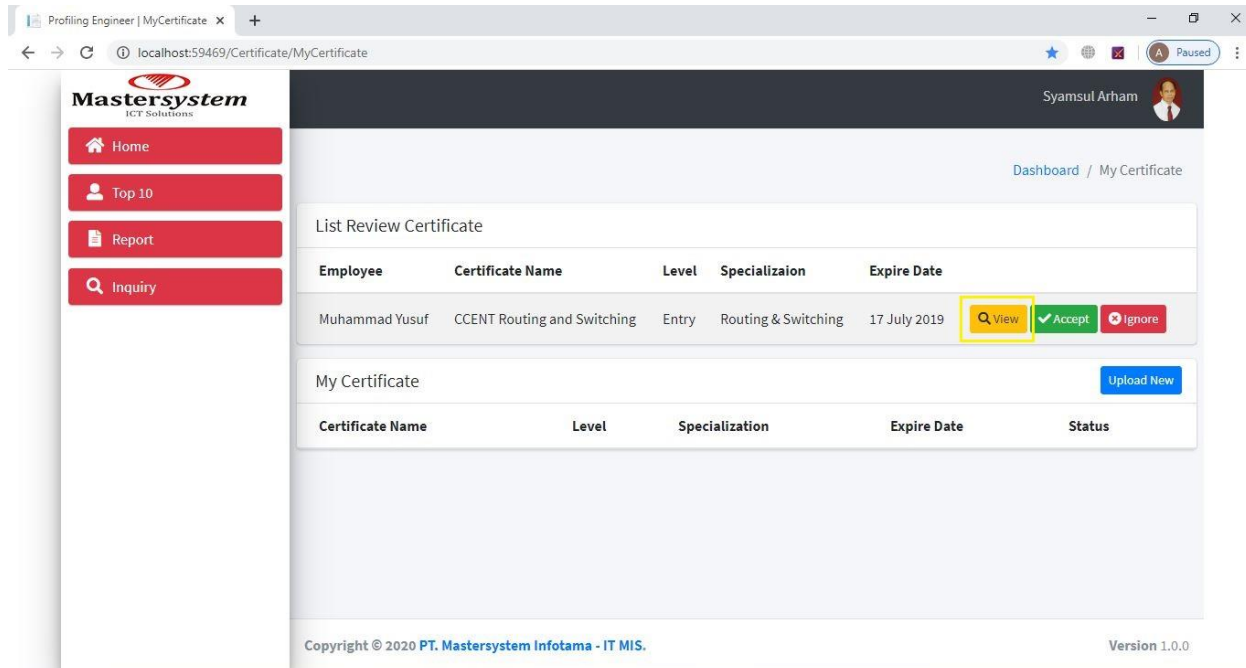 Profiling Engineer | MyCertificate
localhost:59469/Certificate/MyCertificate
A Paused
Mastersystem
ICT Solutions
Syamsul Arham
Home
Top 10
Report
Inquiry
Dashboard / My Certificate
List Review Certificate
Employee Certificate Name Level Specializaion Expire Date
Muhammad Yusuf CCENT Routing and Switching Entry Routing & Switching 17 July 2019 View Accept Ignore
My Certificate Upload New
Certificate Name Level Specialization Expire Date Status
Copyright © 2020 PT. Mastersystem Infotama - IT MIS. Version 1.0.0